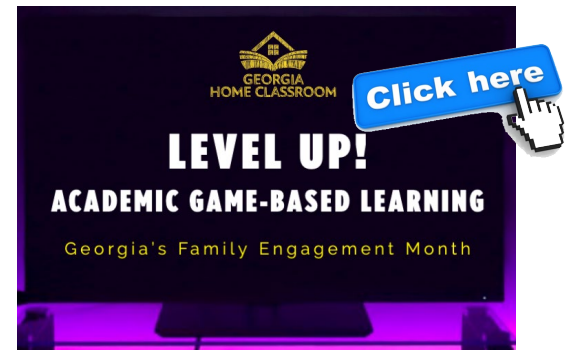 GEORGIA
HOME CLASSROOM
Click here
LEVEL UP!
ACADEMIC GAME-BASED LEARNING
Georgia's Family Engagement Month